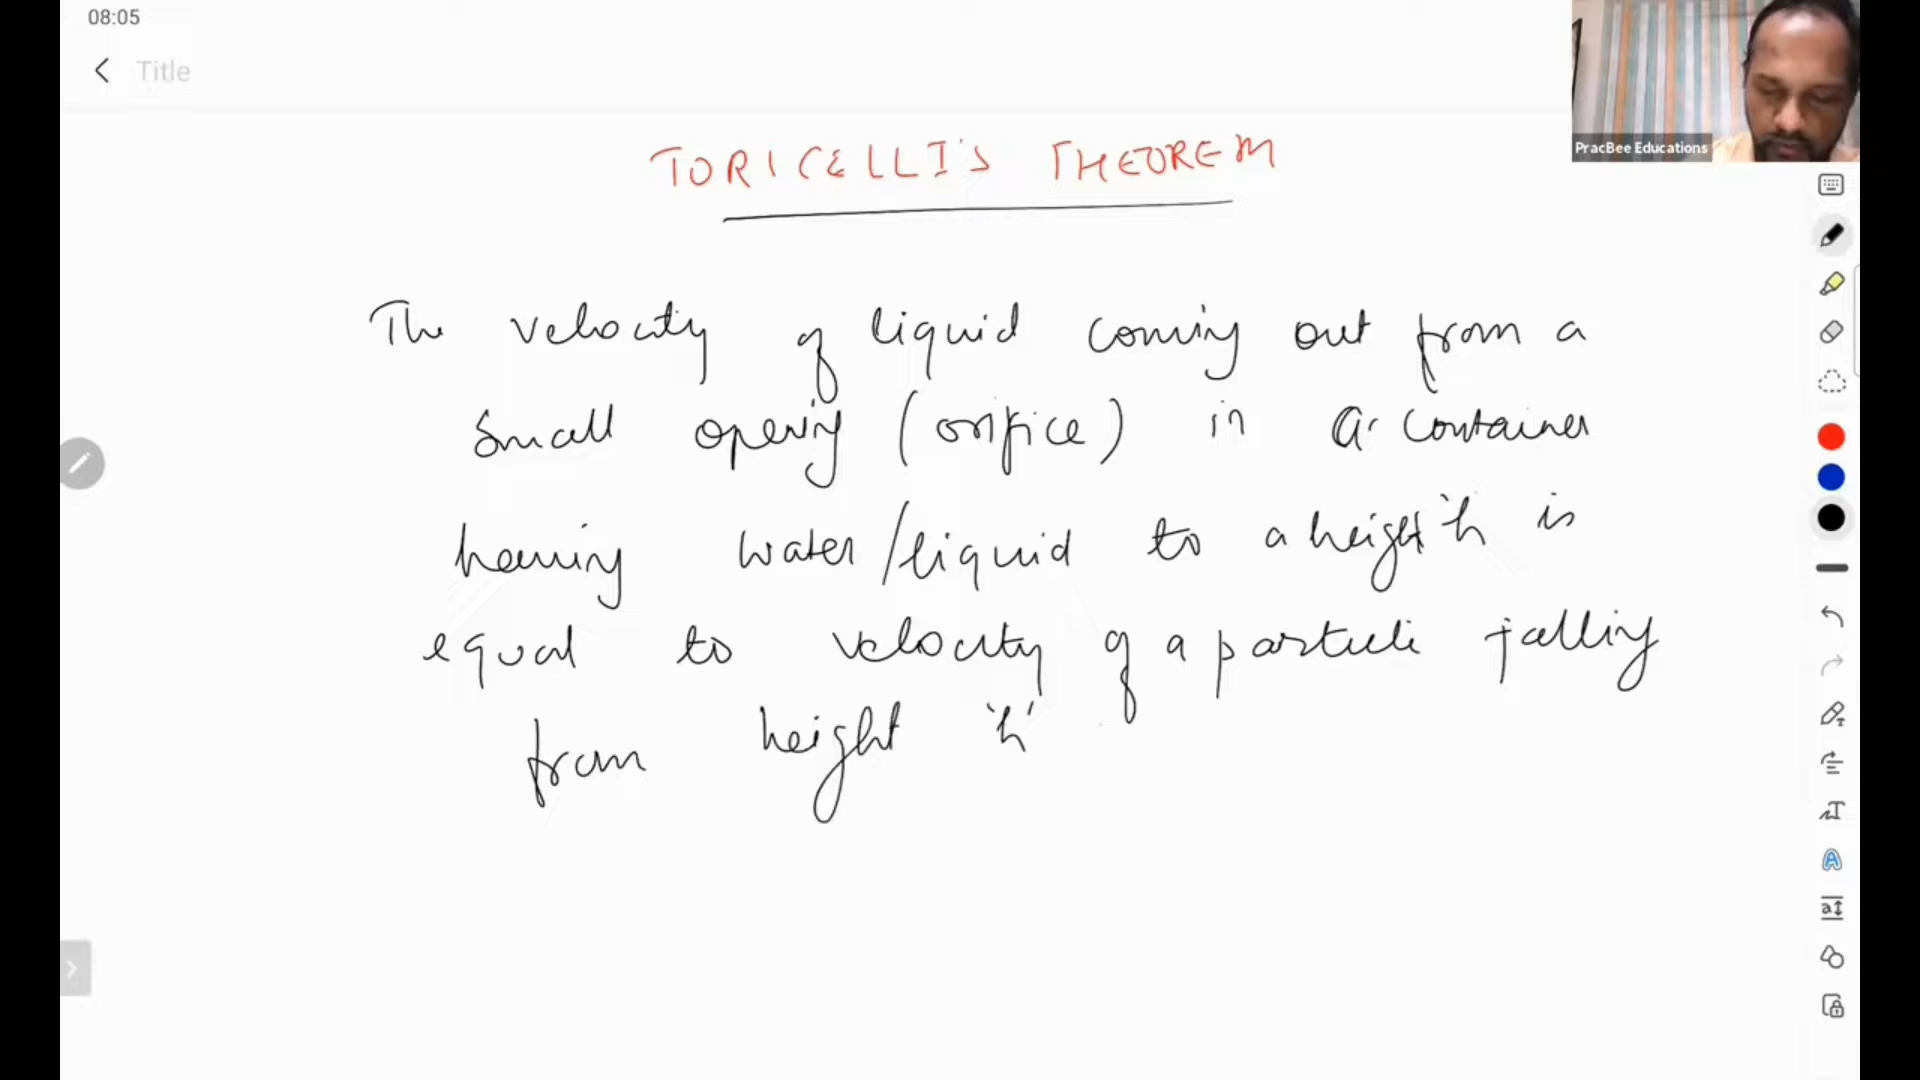 08:05
Title
PracBee Educations
TORICELLI'S THEOREM
The velocity of liquid coming out from a
small opening (orifice) in a container
having water/liquid to a height 'h is
equal to velocity of a particle falling
from height 'h'